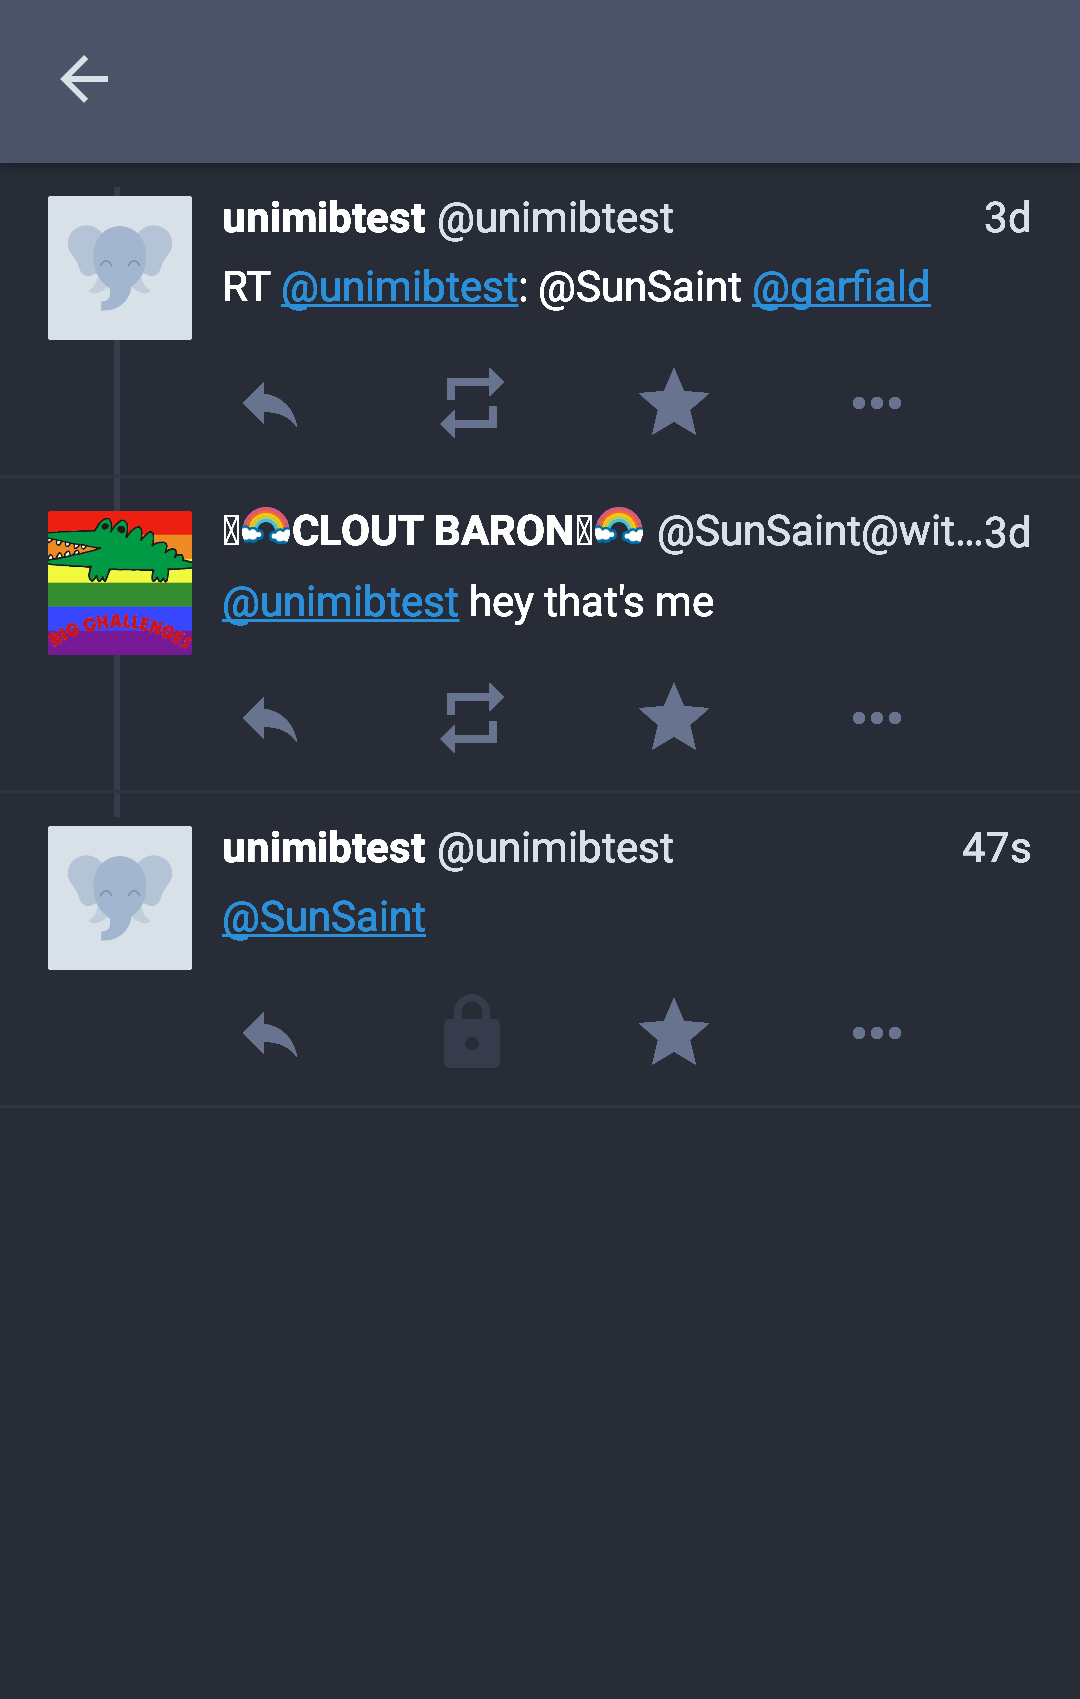 unimibtest @unimibtest 3d
RT @unimibtest: @SunSaint @garfiald
🌈CLOUT BARON🌈 @SunSaint@wit...3d
@unimibtest hey that's me
BIG CHALLENGES
unimibtest @unimibtest 47s
@SunSaint